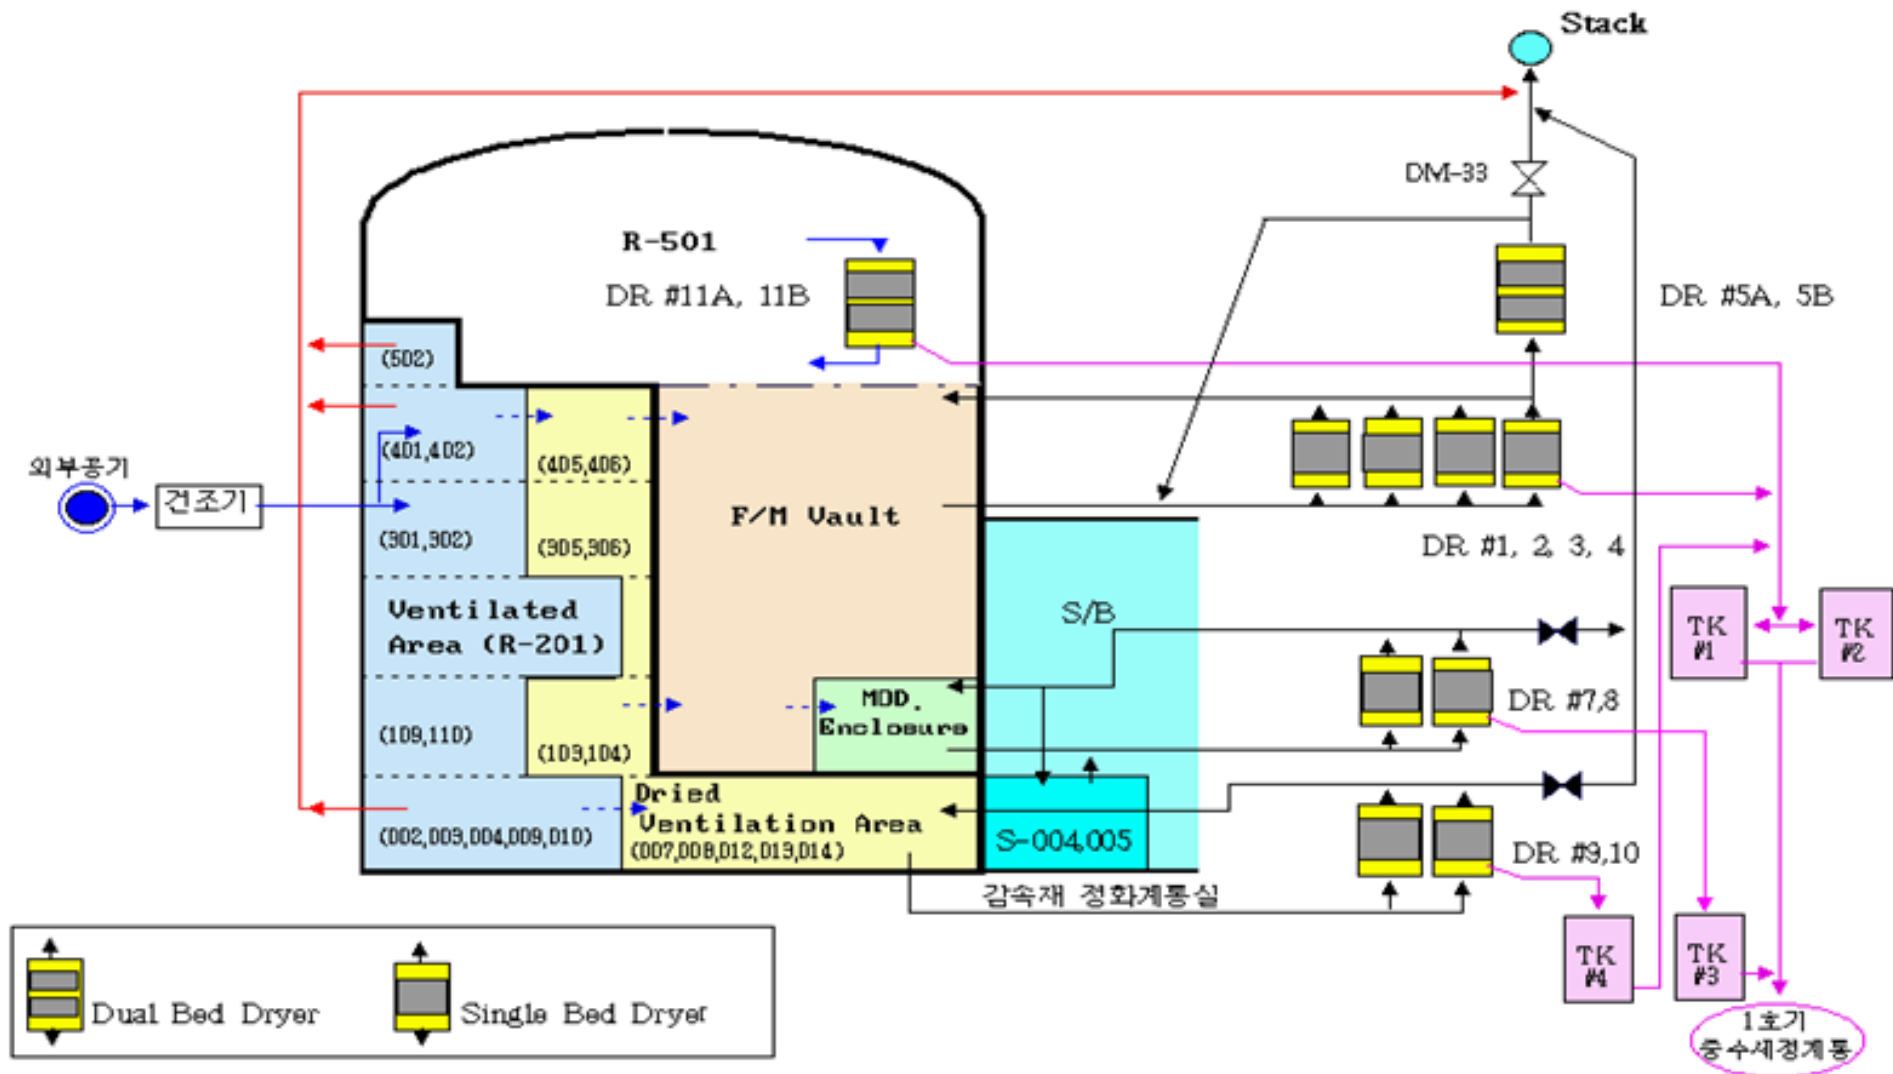 Stack
DM-33
R-501
DR #11A, 11B
DR #5A, 5B
(502)
(401,402)
(405,406)
외부공기
건조기
F/M Vault
(301,302)
(305,306)
DR #1, 2, 3, 4
Ventilated
Area (R-201)
S/B
TK
#1
TK
#2
MOD.
Enclosure
DR #7,8
(109,110)
(103,104)
Dried
Ventilation Area
(002,003,004,009,010)
(007,008,012,013,014)
S-004,005
DR #9,10
감속재 정화계통실
TK
#4
TK
#3
Dual Bed Dryer
Single Bed Dryer
1호기
중수세정계통